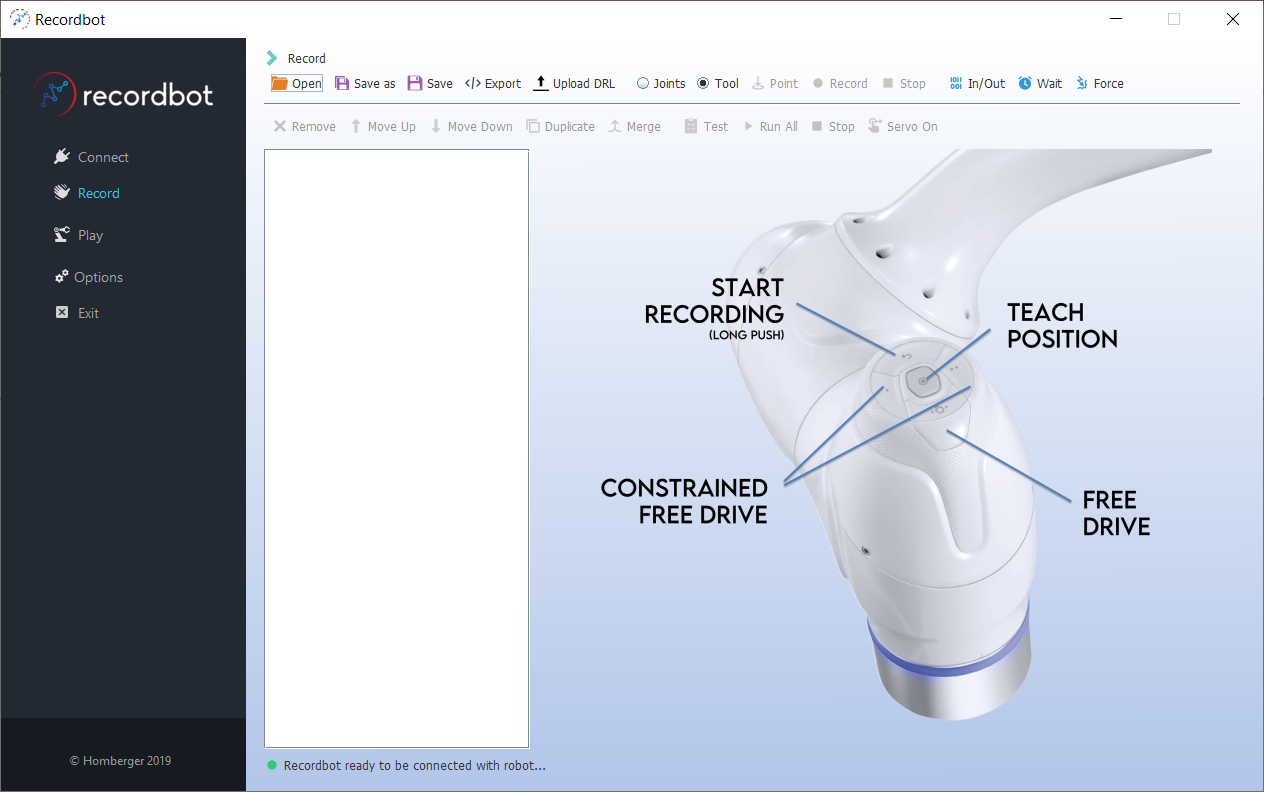 Recordbot
recordbot
Connect
Record
Play
Options
Exit
© Homberger 2019
Record
Open Save as Save Export Upload DRL Joints Tool Point Record Stop In/Out Wait Force
Remove Move Up Move Down Duplicate Merge Test Run All Stop Servo On
START
RECORDING
(LONG PUSH)
TEACH
POSITION
CONSTRAINED
FREE DRIVE
FREE
DRIVE
Recordbot ready to be connected with robot...